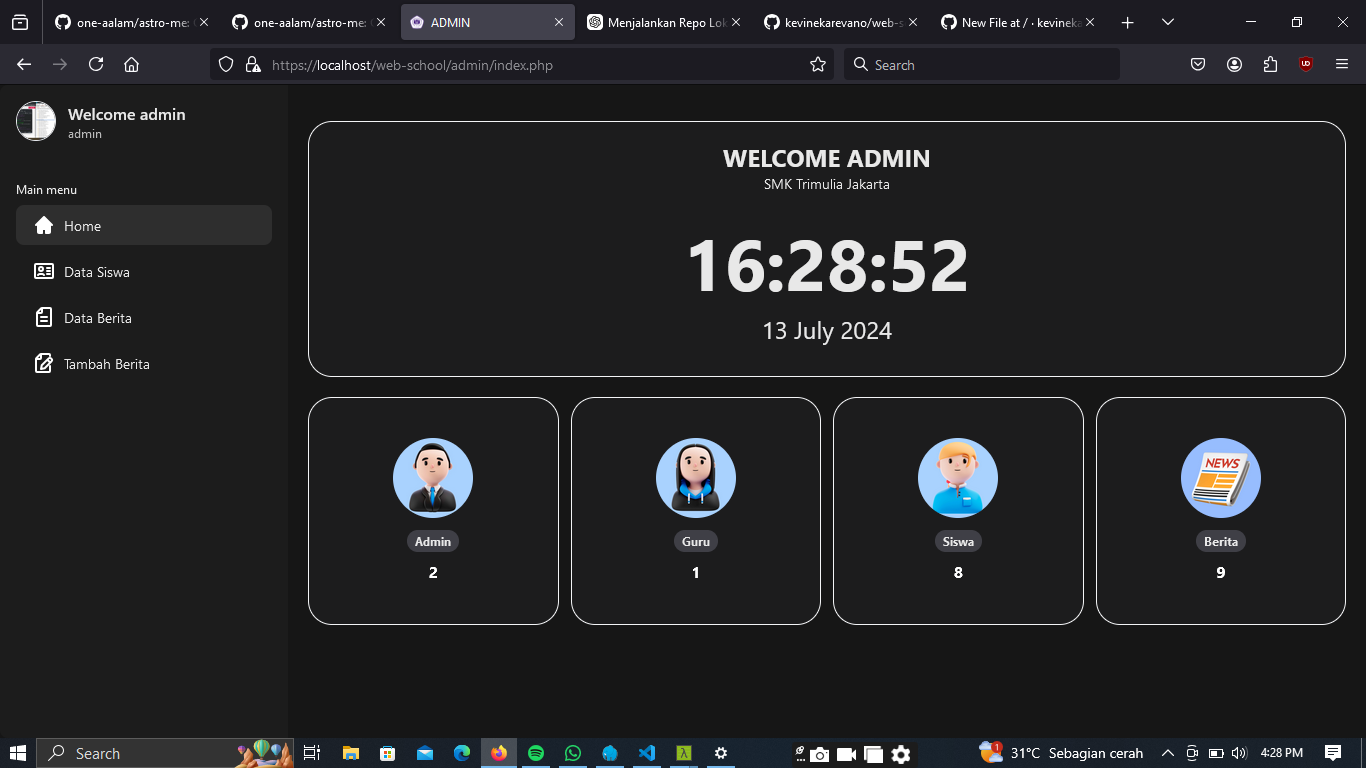 one-aalam/astro-me:
one-aalam/astro-me:
ADMIN
Menjalankan Repo Lok
kevinekarevano/web-s
New File at / · kevineka
https://localhost/web-school/admin/index.php
Search
Welcome admin
admin
Main menu
Home
Data Siswa
Data Berita
Tambah Berita
WELCOME ADMIN
SMK Trimulia Jakarta
16:28:52
13 July 2024
Admin
2
Guru
1
Siswa
8
NEWS
Berita
9
Search
1
31°C Sebagian cerah
4:28 PM